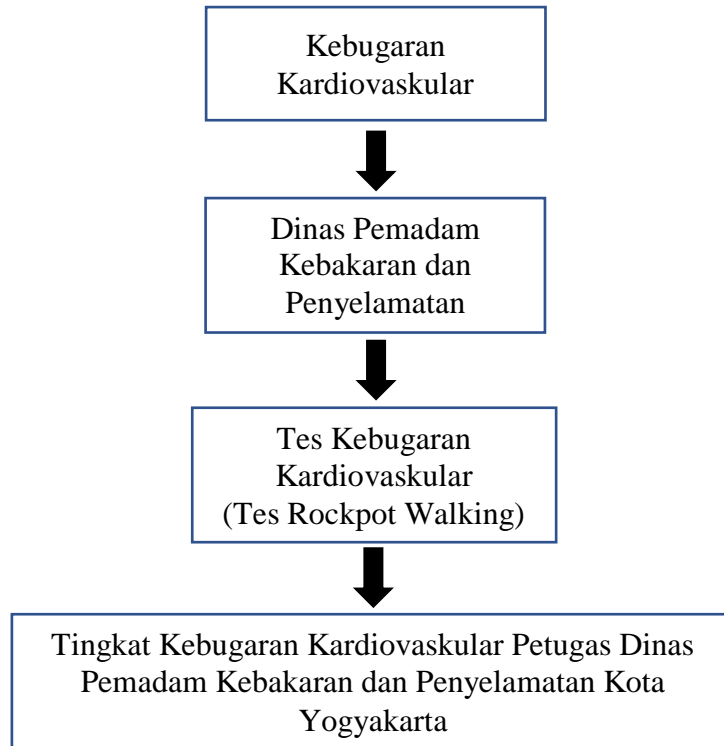 Kebugaran
Kardiovaskular
Dinas Pemadam
Kebakaran dan
Penyelamatan
Tes Kebugaran
Kardiovaskular
(Tes Rockpot Walking)
Tingkat Kebugaran Kardiovaskular Petugas Dinas
Pemadam Kebakaran dan Penyelamatan Kota
Yogyakarta